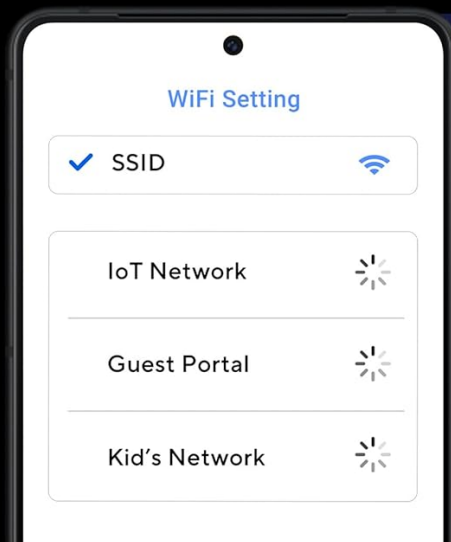 WiFi Setting
SSID
IoT Network
Guest Portal
Kid's Network